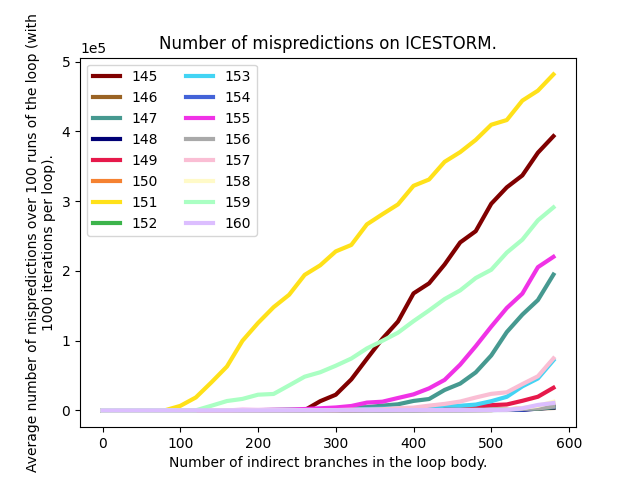 Number of mispredictions on ICESTORM.
1e5
5
4
3
2
1
0
0 100 200 300 400 500 600
Number of indirect branches in the loop body.
Average number of mispredictions over 100 runs of the loop (with
1000 iterations per loop).
145 153
146 154
147 155
148 156
149 157
150 158
151 159
152 160